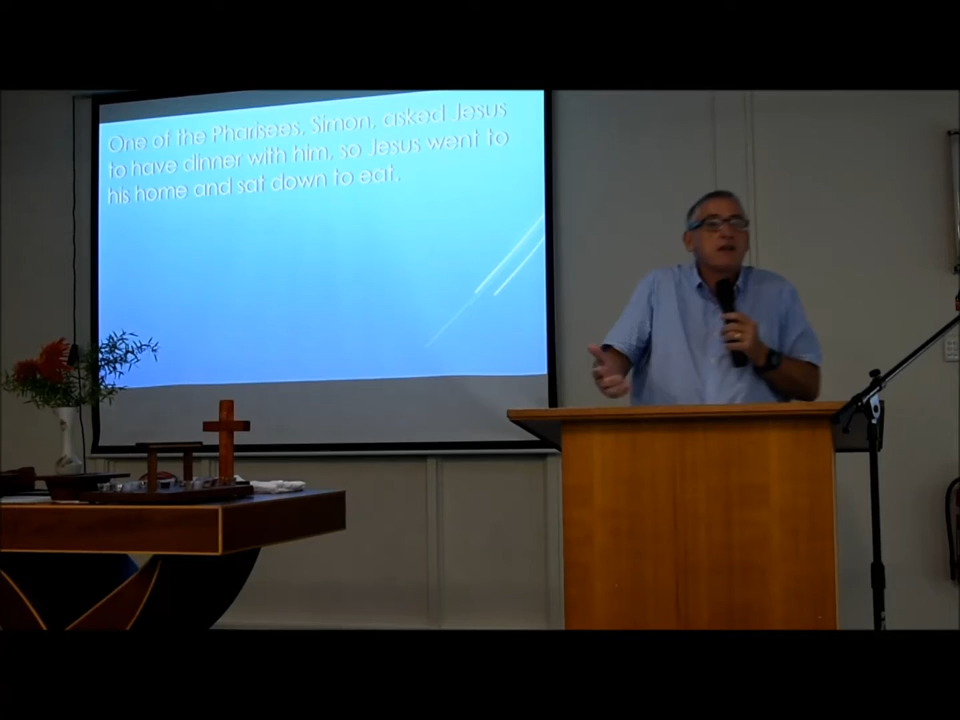 One of the Pharisees, Simon, asked Jesus
to have dinner with him, so Jesus went to
his home and sat down to eat.